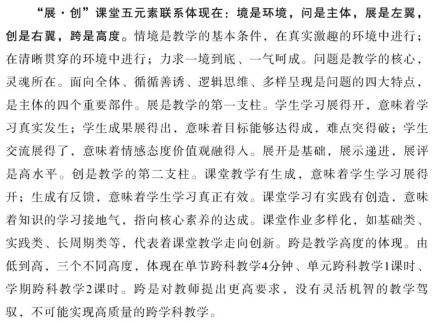 “展·创”课堂五元素联系体现在：境是环境，问是主体，展是左翼，
创是右翼，跨是高度。情境是教学的基本条件，在真实激趣的环境中进行；
在清晰贯穿的环境中进行；力求一境到底、一气呵成。问题是教学的核心，
灵魂所在。面向全体、循循善诱、逻辑思维、多样呈现是问题的四大特点，
是主体的四个重要部件。展是教学的第一支柱。学生学习展得开，意味着学
习真实发生；学生成果展得出，意味着目标能够达成，难点突得破；学生
交流展得了，意味着情感态度价值观融得入。展开是基础，展示递进，展评
是高水平。创是教学的第二支柱。课堂教学有生成，意味着学生学习展得
开；生成有反馈，意味着学生学习真正有效。课堂学习有实践有创造，意味
着知识的学习接地气，指向核心素养的达成。课堂作业多样化，如基础类、
实践类、长周期类等，代表着课堂教学走向创新。跨是教学高度的体现。由
低到高，三个不同高度，体现在单节跨科教学4分钟、单元跨科教学1课时、
学期跨科教学2课时。跨是对教师提出更高要求，没有灵活机智的教学驾
驭，不可能实现高质量的跨学科教学。